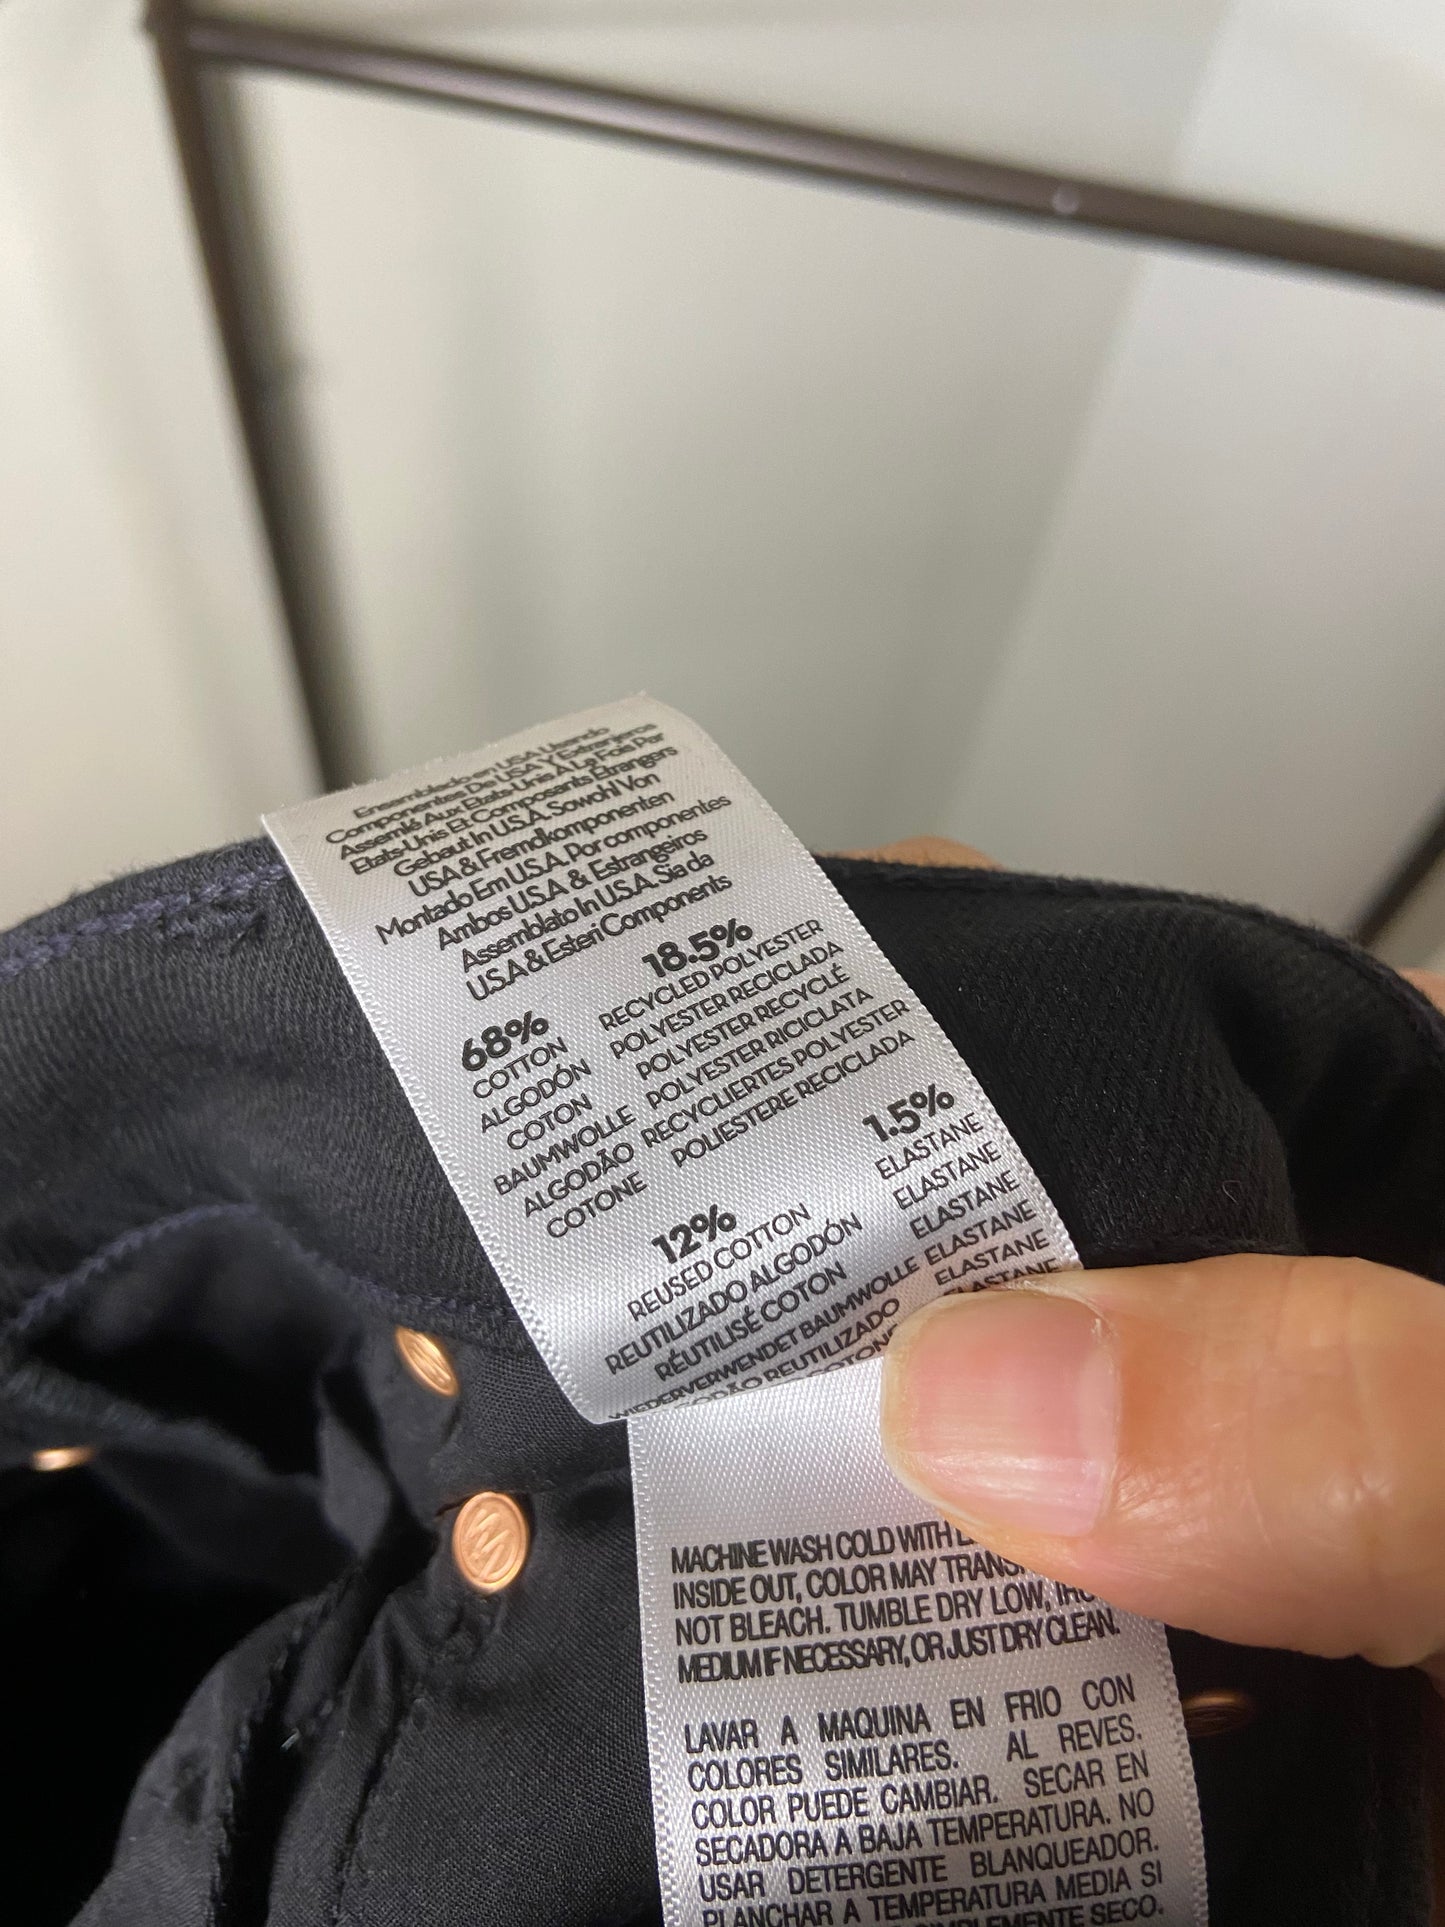 Ensamblado en USA Usando
Componentes De USA Y Extranjeros
Assemlé Aux Etats-Unis À La Fois Par
Etats-Unis Et Composants Étrangers
Gebaut In U.S.A. Sowohl Von
USA & Fremdkomponenten
Montado Em U.S.A. Por componentes
Ambos U.S.A & Estrangeiros
Assemblato In U.S.A. Sia da
U.S.A & Esteri Components
68%
COTTON
ALGODÓN
COTON
BAUMWOLLE
ALGODÃO
COTONE
18.5%
RECYCLED POLYESTER
POLYESTER RECICLADA
POLYESTER RECYCLÉ
POLYESTER RICICLATA
RECYCLIERTES POLYESTER
POLIESTERE RECICLADA
12%
REUSED COTTON
REUTILIZADO ALGODÓN
RÉUTILISÉ COTON
WIEDERVERWENDET BAUMWOLLE
REUTILIZADO
1.5%
ELASTANE
ELASTANE
ELASTANE
ELASTANE
ELASTANE
ELASTANE
MACHINE WASH COLD WITH
INSIDE OUT, COLOR MAY
NOT BLEACH. TUMBLE DRY LOW,
MEDIUM IF NECESSARY, OR JUST DRY CLEAN.
LAVAR A MAQUINA EN FRIO CON
COLORES SIMILARES. AL REVES.
COLOR PUEDE CAMBIAR. SECAR EN
SECADORA A BAJA TEMPERATURA. NO
USAR DETERGENTE BLANQUEADOR.
PLANCHAR A TEMPERATURA MEDIA SI
SIMPLEMENTE SECO.